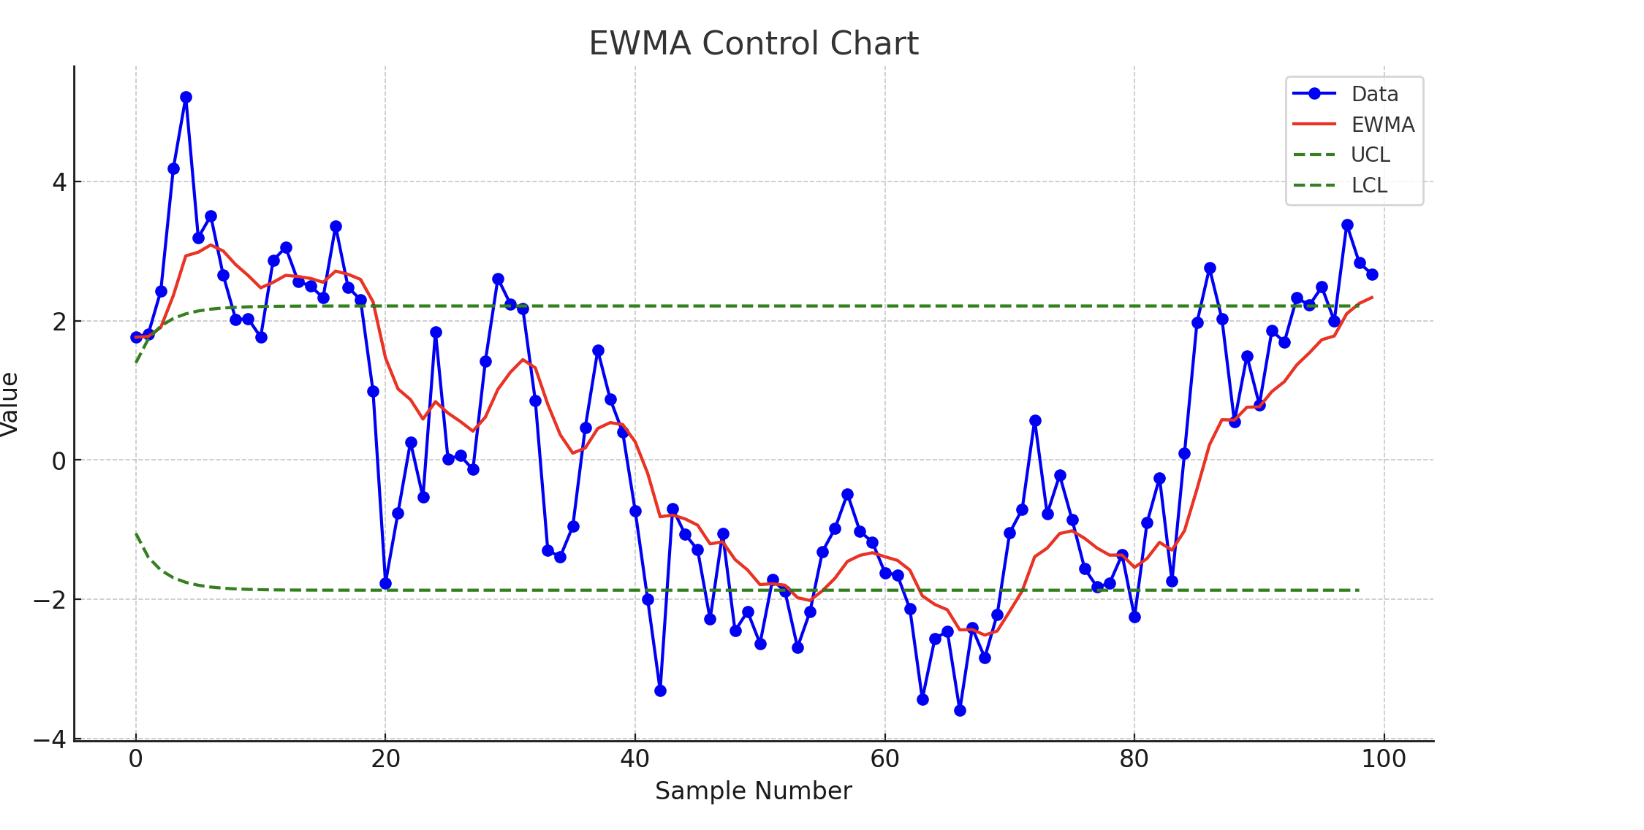 EWMA Control Chart
Data
EWMA
UCL
LCL
4
2
0
−2
−4
Value
0 20 40 60 80 100
Sample Number